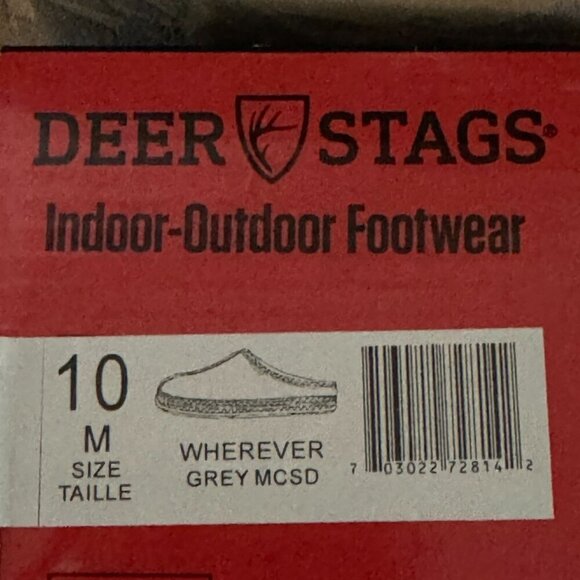 DEER STAGS®
Indoor-Outdoor Footwear
10
M
SIZE
TAILLE
WHEREVER
GREY MCSD
7 03022 72814 2